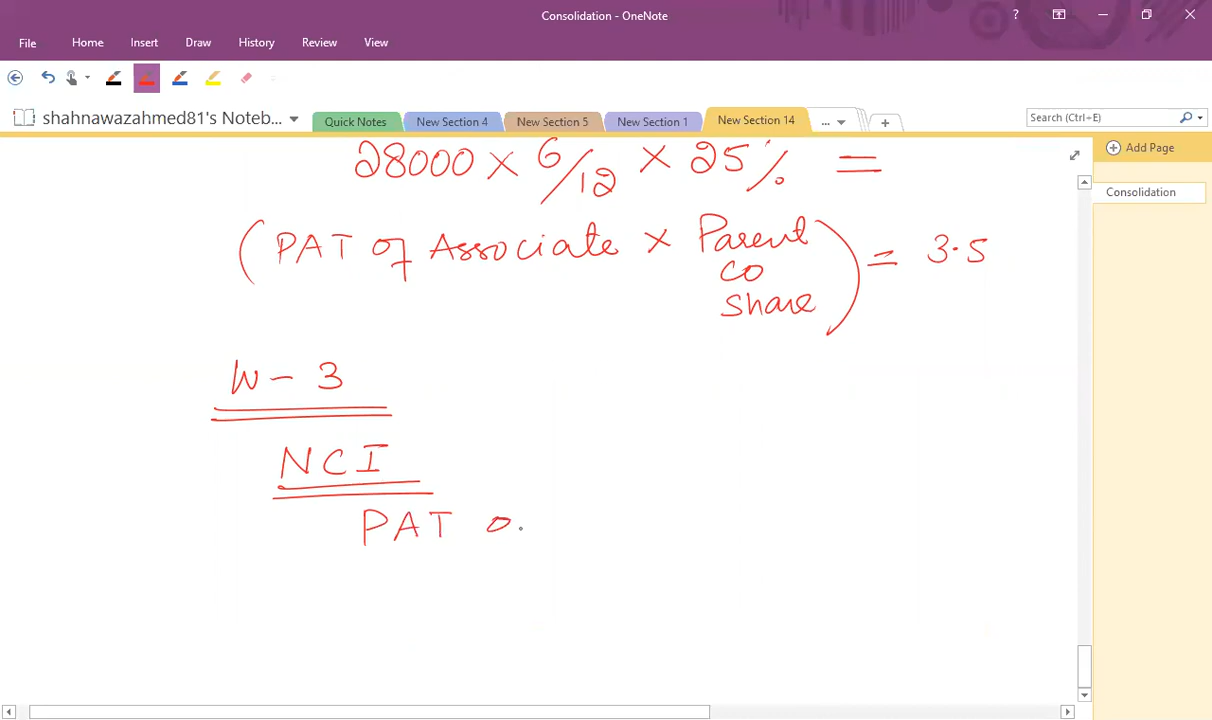 Consolidation - OneNote
?
File Home Insert Draw History Review View
shahnawazahmed81's Noteb... Quick Notes New Section 4 New Section 5 New Section 1 New Section 14 ... Search (Ctrl+E)
Add Page
Consolidation
28000 × 6/12 × 25% =
(PAT of Associate × Parent
co
share) = 3.5
W - 3
NCI
PAT o